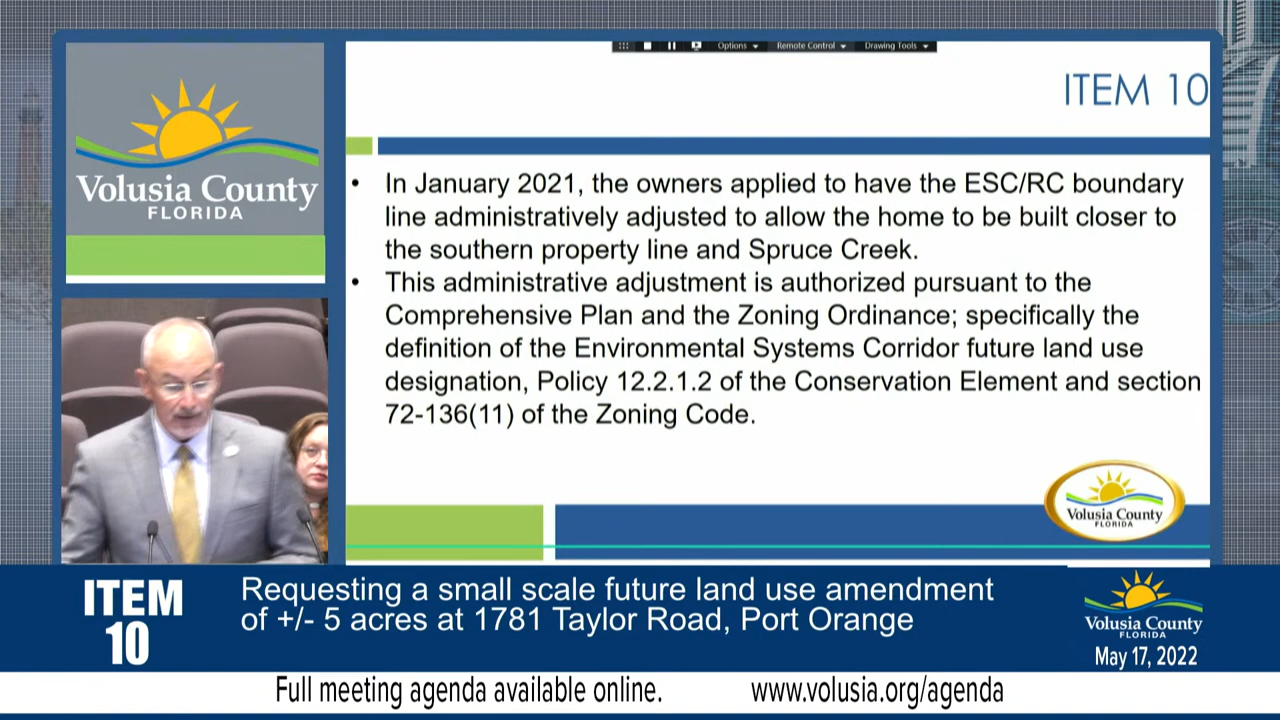 Options
Remote Control
Drawing Tools
ITEM 10
Volusia County
FLORIDA
• In January 2021, the owners applied to have the ESC/RC boundary
line administratively adjusted to allow the home to be built closer to
the southern property line and Spruce Creek.
• This administrative adjustment is authorized pursuant to the
Comprehensive Plan and the Zoning Ordinance; specifically the
definition of the Environmental Systems Corridor future land use
designation, Policy 12.2.1.2 of the Conservation Element and section
72-136(11) of the Zoning Code.
Volusia County
FLORIDA
ITEM
10
Requesting a small scale future land use amendment
of +/- 5 acres at 1781 Taylor Road, Port Orange
Volusia County
FLORIDA
May 17, 2022
Full meeting agenda available online.
www.volusia.org/agenda